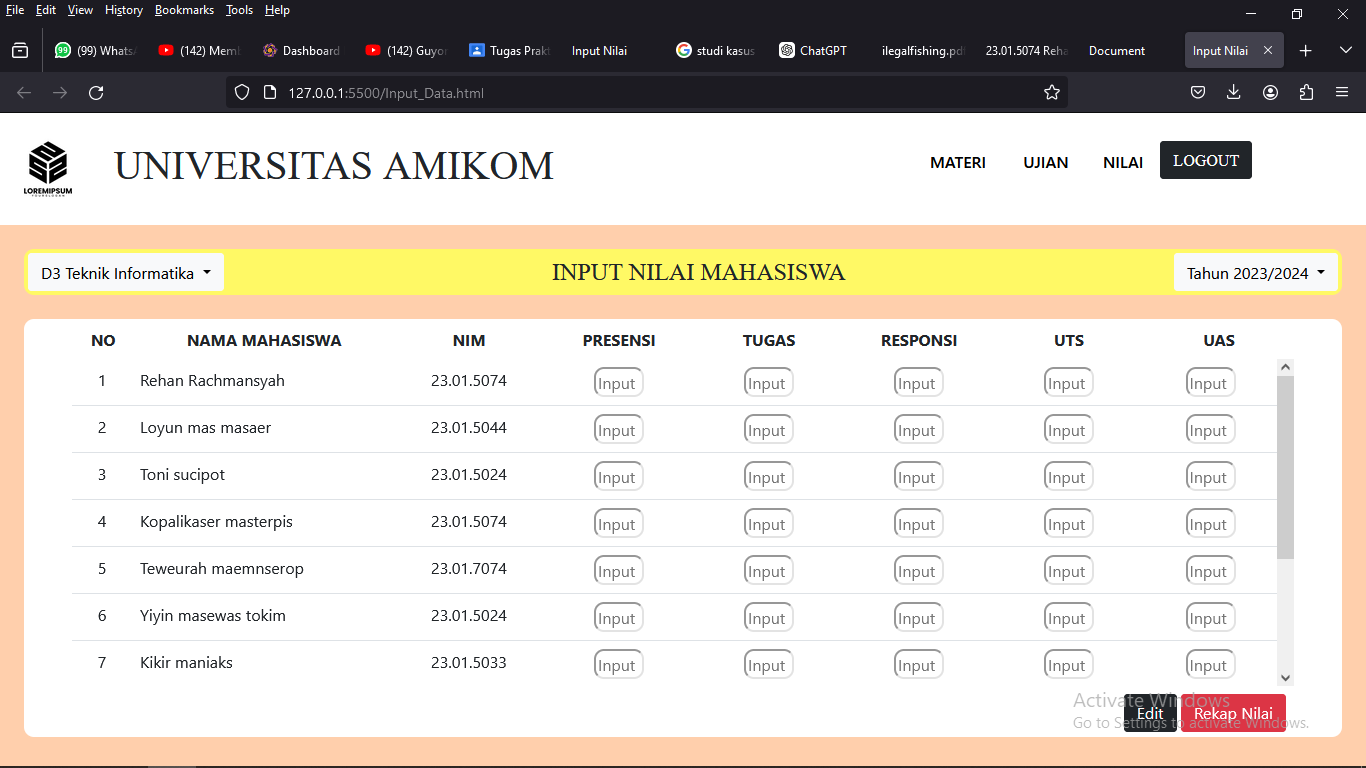 File Edit View History Bookmarks Tools Help
(99) Whats (142) Mem Dashboard (142) Guyo Tugas Prakt Input Nilai studi kasus ChatGPT ilegalfishing.pd 23.01.5074 Reha Document Input Nilai
127.0.0.1:5500/Input_Data.html
LOREMIPSUM
UNIVERSITAS AMIKOM
MATERI UJIAN NILAI LOGOUT
D3 Teknik Informatika INPUT NILAI MAHASISWA Tahun 2023/2024
NO NAMA MAHASISWA NIM PRESENSI TUGAS RESPONSI UTS UAS
1 Rehan Rachmansyah 23.01.5074 Input Input Input Input Input
2 Loyun mas masaer 23.01.5044 Input Input Input Input Input
3 Toni sucipot 23.01.5024 Input Input Input Input Input
4 Kopalikaser masterpis 23.01.5074 Input Input Input Input Input
5 Teweurah maemnserop 23.01.7074 Input Input Input Input Input
6 Yiyin masewas tokim 23.01.5024 Input Input Input Input Input
7 Kikir maniaks 23.01.5033 Input Input Input Input Input
Edit Rekap Nilai
Activate Windows
Go to Settings to activate Windows.